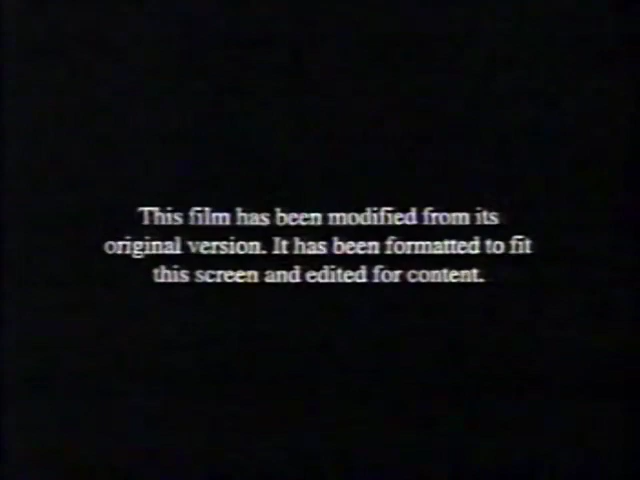 This film has been modified from its
original version. It has been formatted to fit
this screen and edited for content.